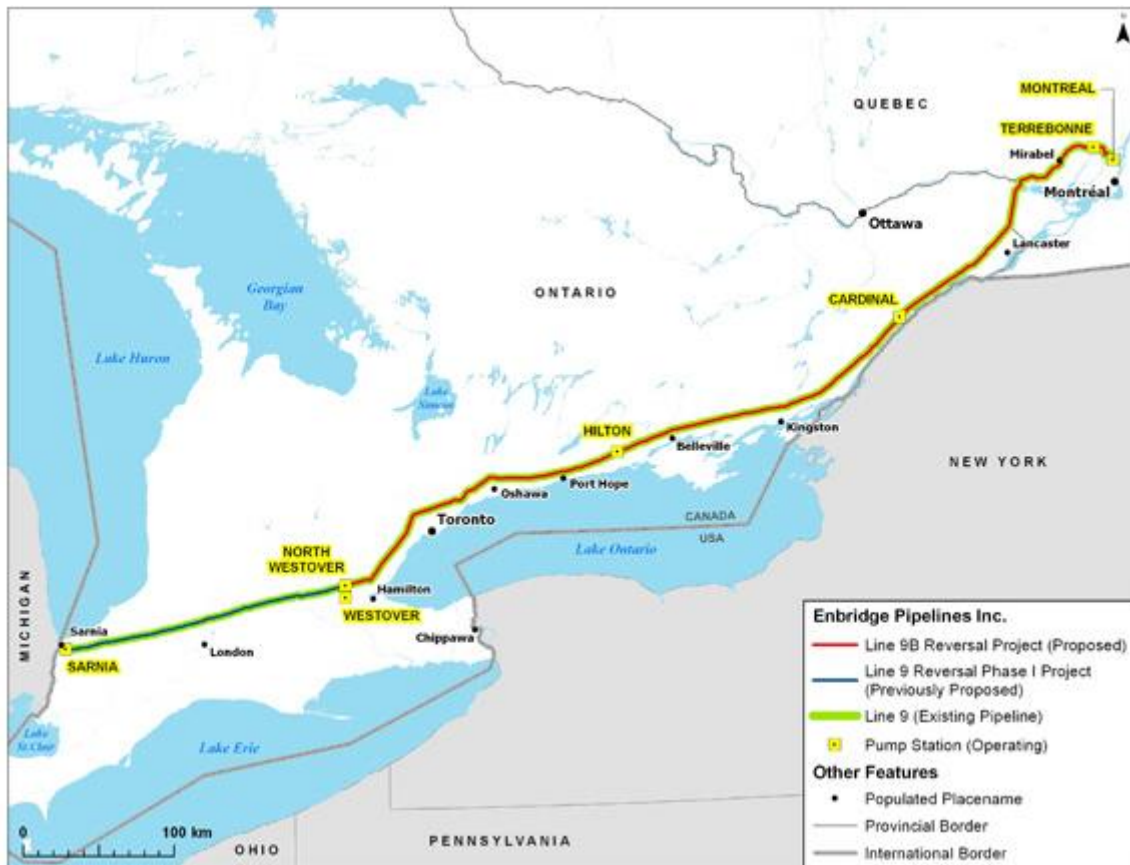 MONTREAL
QUEBEC
TERREBONNE
Mirabel
Montréal
Ottawa
Lancaster
Georgian
Bay
ONTARIO
CARDINAL
Lake Huron
Lake
Simcoe
HILTON
Kingston
Belleville
NEW YORK
Port Hope
Oshawa
CANADA
USA
Toronto
Lake Ontario
NORTH
WESTOVER
Hamilton
WESTOVER
MICHIGAN
Sarnia
SARNIA
London
Chippawa
Lake
St.Clair
Lake Erie
0 100 km
OHIO
PENNSYLVANIA
Enbridge Pipelines Inc.
Line 9B Reversal Project (Proposed)
Line 9 Reversal Phase I Project
(Previously Proposed)
Line 9 (Existing Pipeline)
Pump Station (Operating)
Other Features
Populated Placename
Provincial Border
International Border